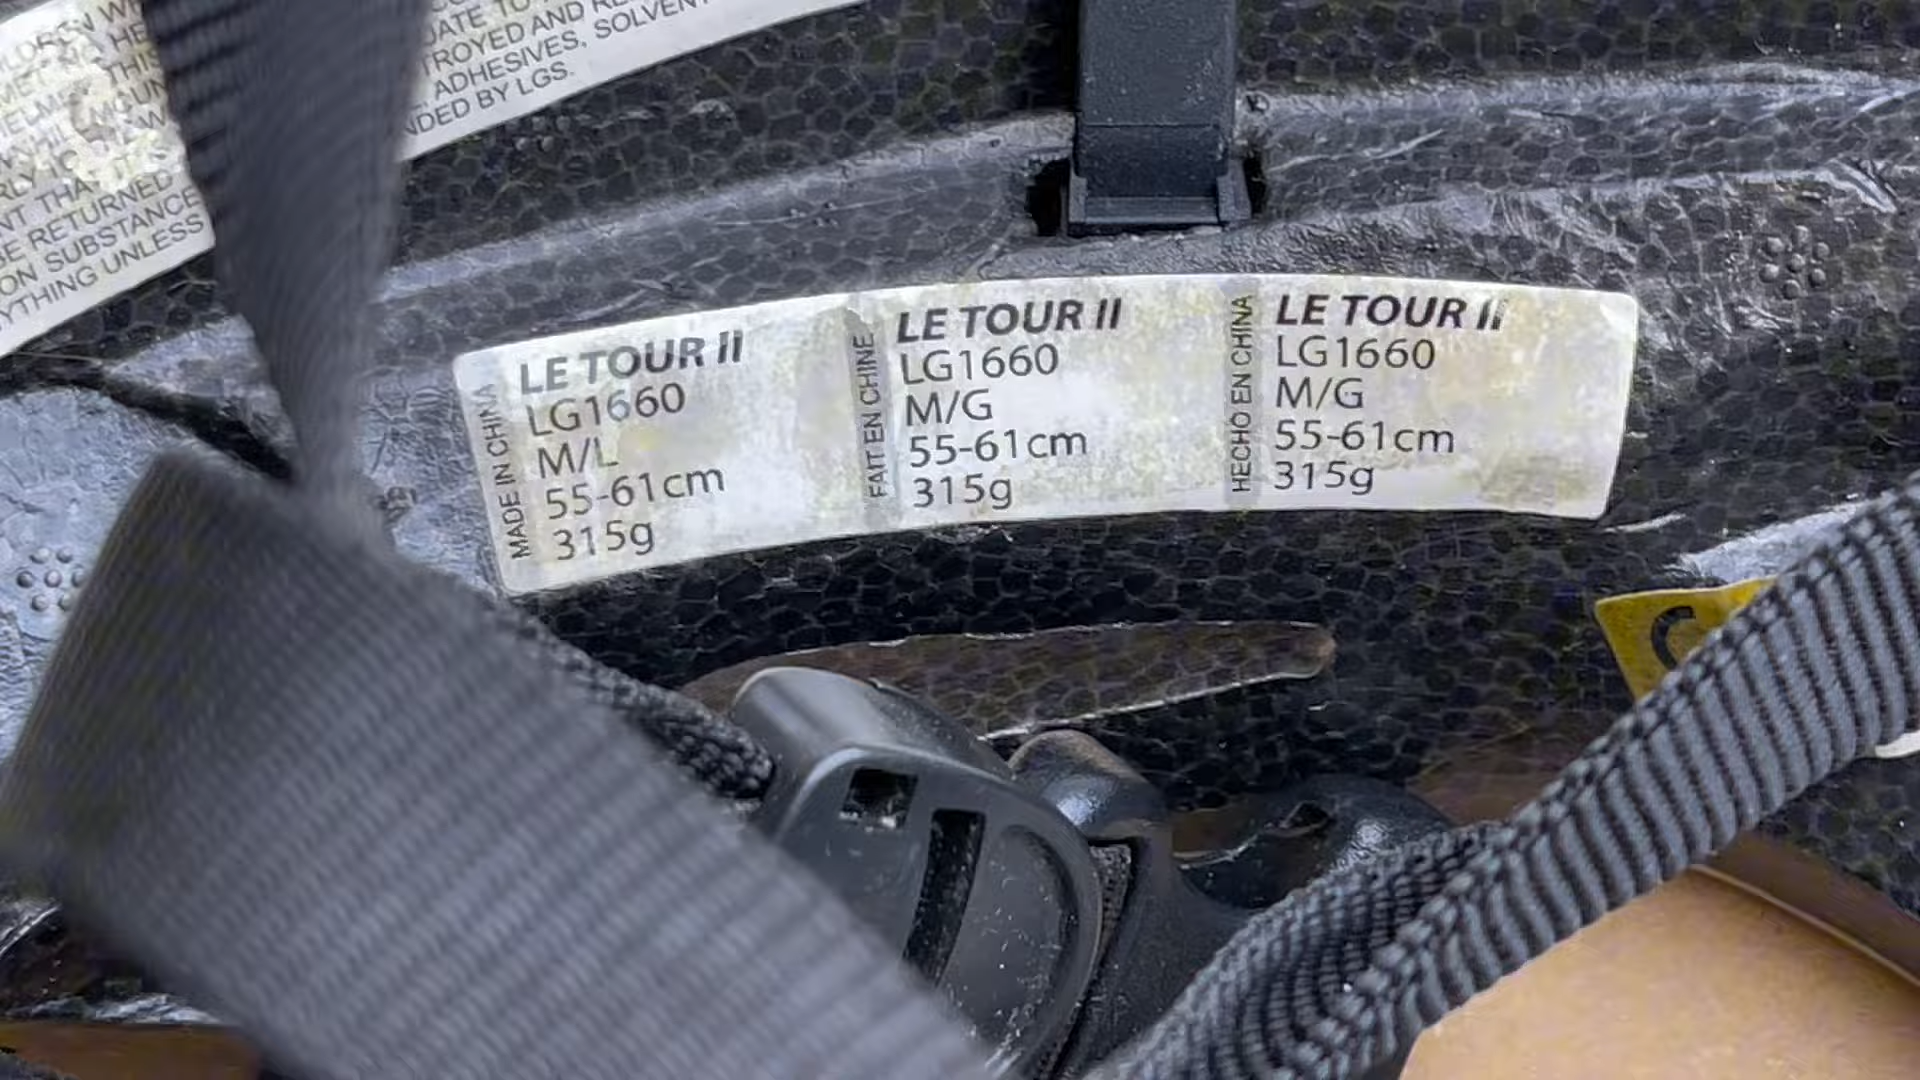 THIS
RLY
BE RETURNED
ON SUBSTANCE
YTHING UNLESS
TROYED AND
ADHESIVES, SOLVENT
NDED BY LGS.
MADE IN CHINA
LE TOUR II
LG1660
M/L
55-61cm
315g
FAIT EN CHINE
LE TOUR II
LG1660
M/G
55-61cm
315g
HECHO EN CHINA
LE TOUR II
LG1660
M/G
55-61cm
315g
C